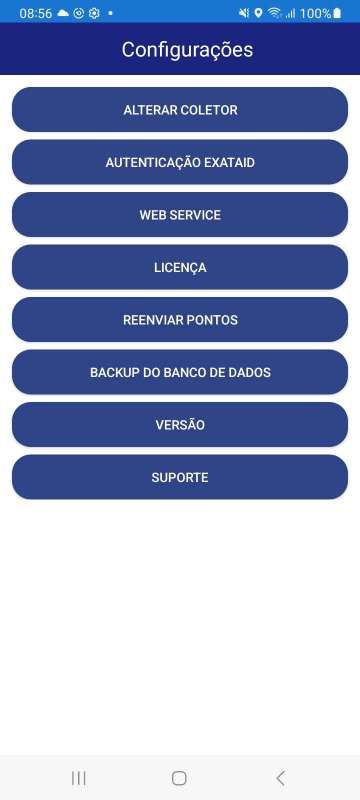 08:56 100%
Configurações
ALTERAR COLETOR
AUTENTICAÇÃO EXATAID
WEB SERVICE
LICENÇA
REENVIAR PONTOS
BACKUP DO BANCO DE DADOS
VERSÃO
SUPORTE